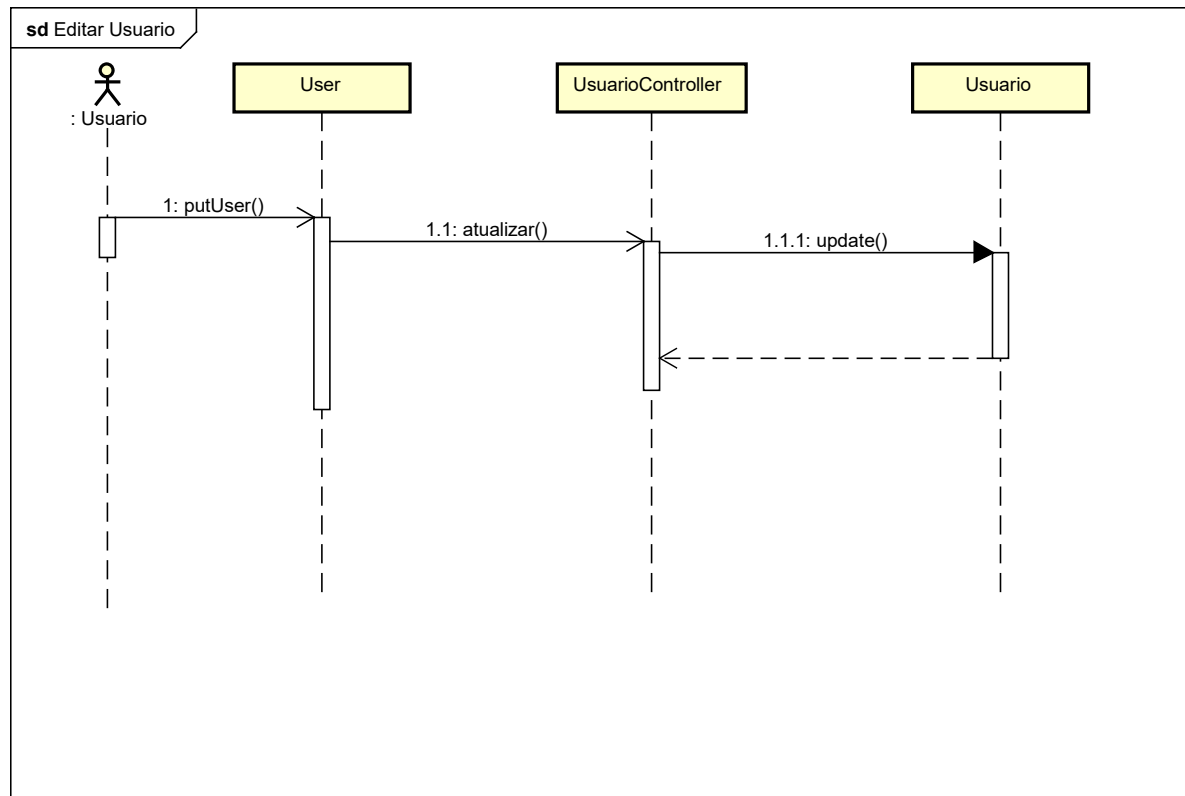 sd Editar Usuario
: Usuario
User
UsuarioController
Usuario
1: putUser()
1.1: atualizar()
1.1.1: update()